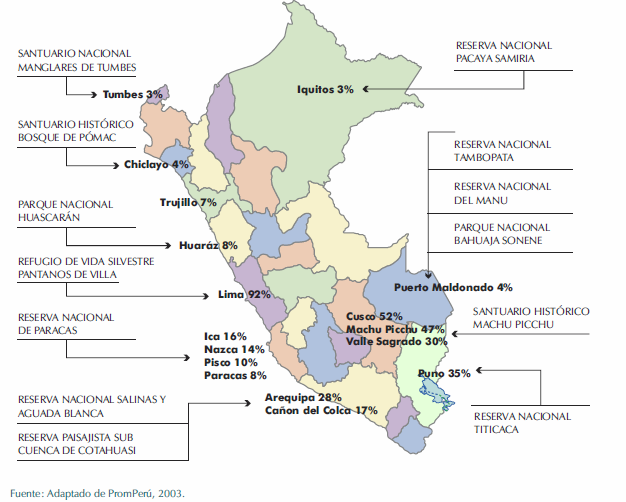 SANTUARIO NACIONAL
MANGLARES DE TUMBES
Tumbes 3%
SANTUARIO HISTÓRICO
BOSQUE DE PÓMAC
Chiclayo 4%
Trujillo 7%
PARQUE NACIONAL
HUASCARÁN
Huaráz 8%
REFUGIO DE VIDA SILVESTRE
PANTANOS DE VILLA
Lima 92%
RESERVA NACIONAL
DE PARACAS
Ica 16%
Nazca 14%
Pisco 10%
Paracas 8%
RESERVA NACIONAL SALINAS Y
AGUADA BLANCA
RESERVA PAISAJISTA SUB
CUENCA DE COTAHUASI
Arequipa 28%
Cañon del Colca 17%
RESERVA NACIONAL
PACAYA SAMIRIA
Iquitos 3%
RESERVA NACIONAL
TAMBOPATA
RESERVA NACIONAL
DEL MANU
PARQUE NACIONAL
BAHUAJA SONENE
Puerto Maldonado 4%
Cusco 52%
Machu Picchu 47%
Valle Sagrado 30%
SANTUARIO HISTÓRICO
MACHU PICCHU
Puno 35%
RESERVA NACIONAL
TITICACA
Fuente: Adaptado de PromPerú, 2003.